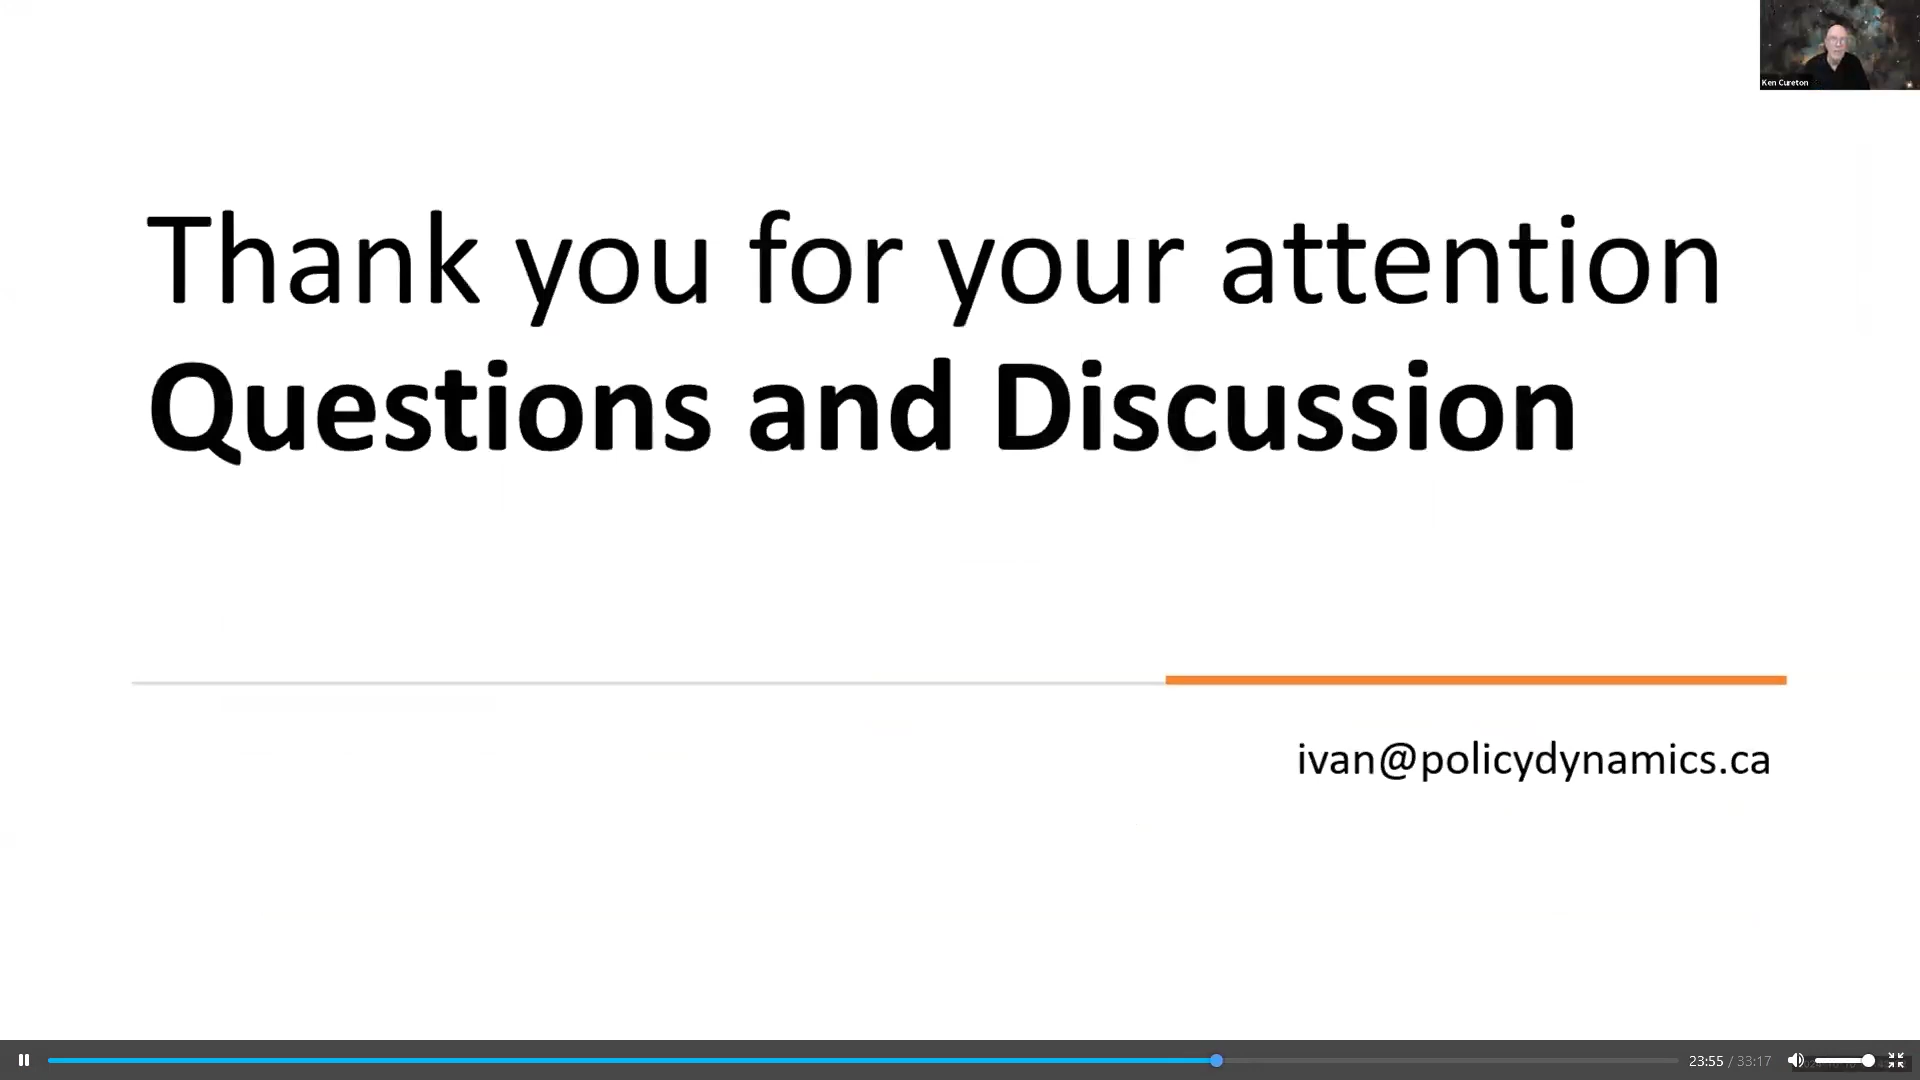 Ken Cureton
Thank you for your attention
Questions and Discussion
ivan@policydynamics.ca
23:55 / 33:17